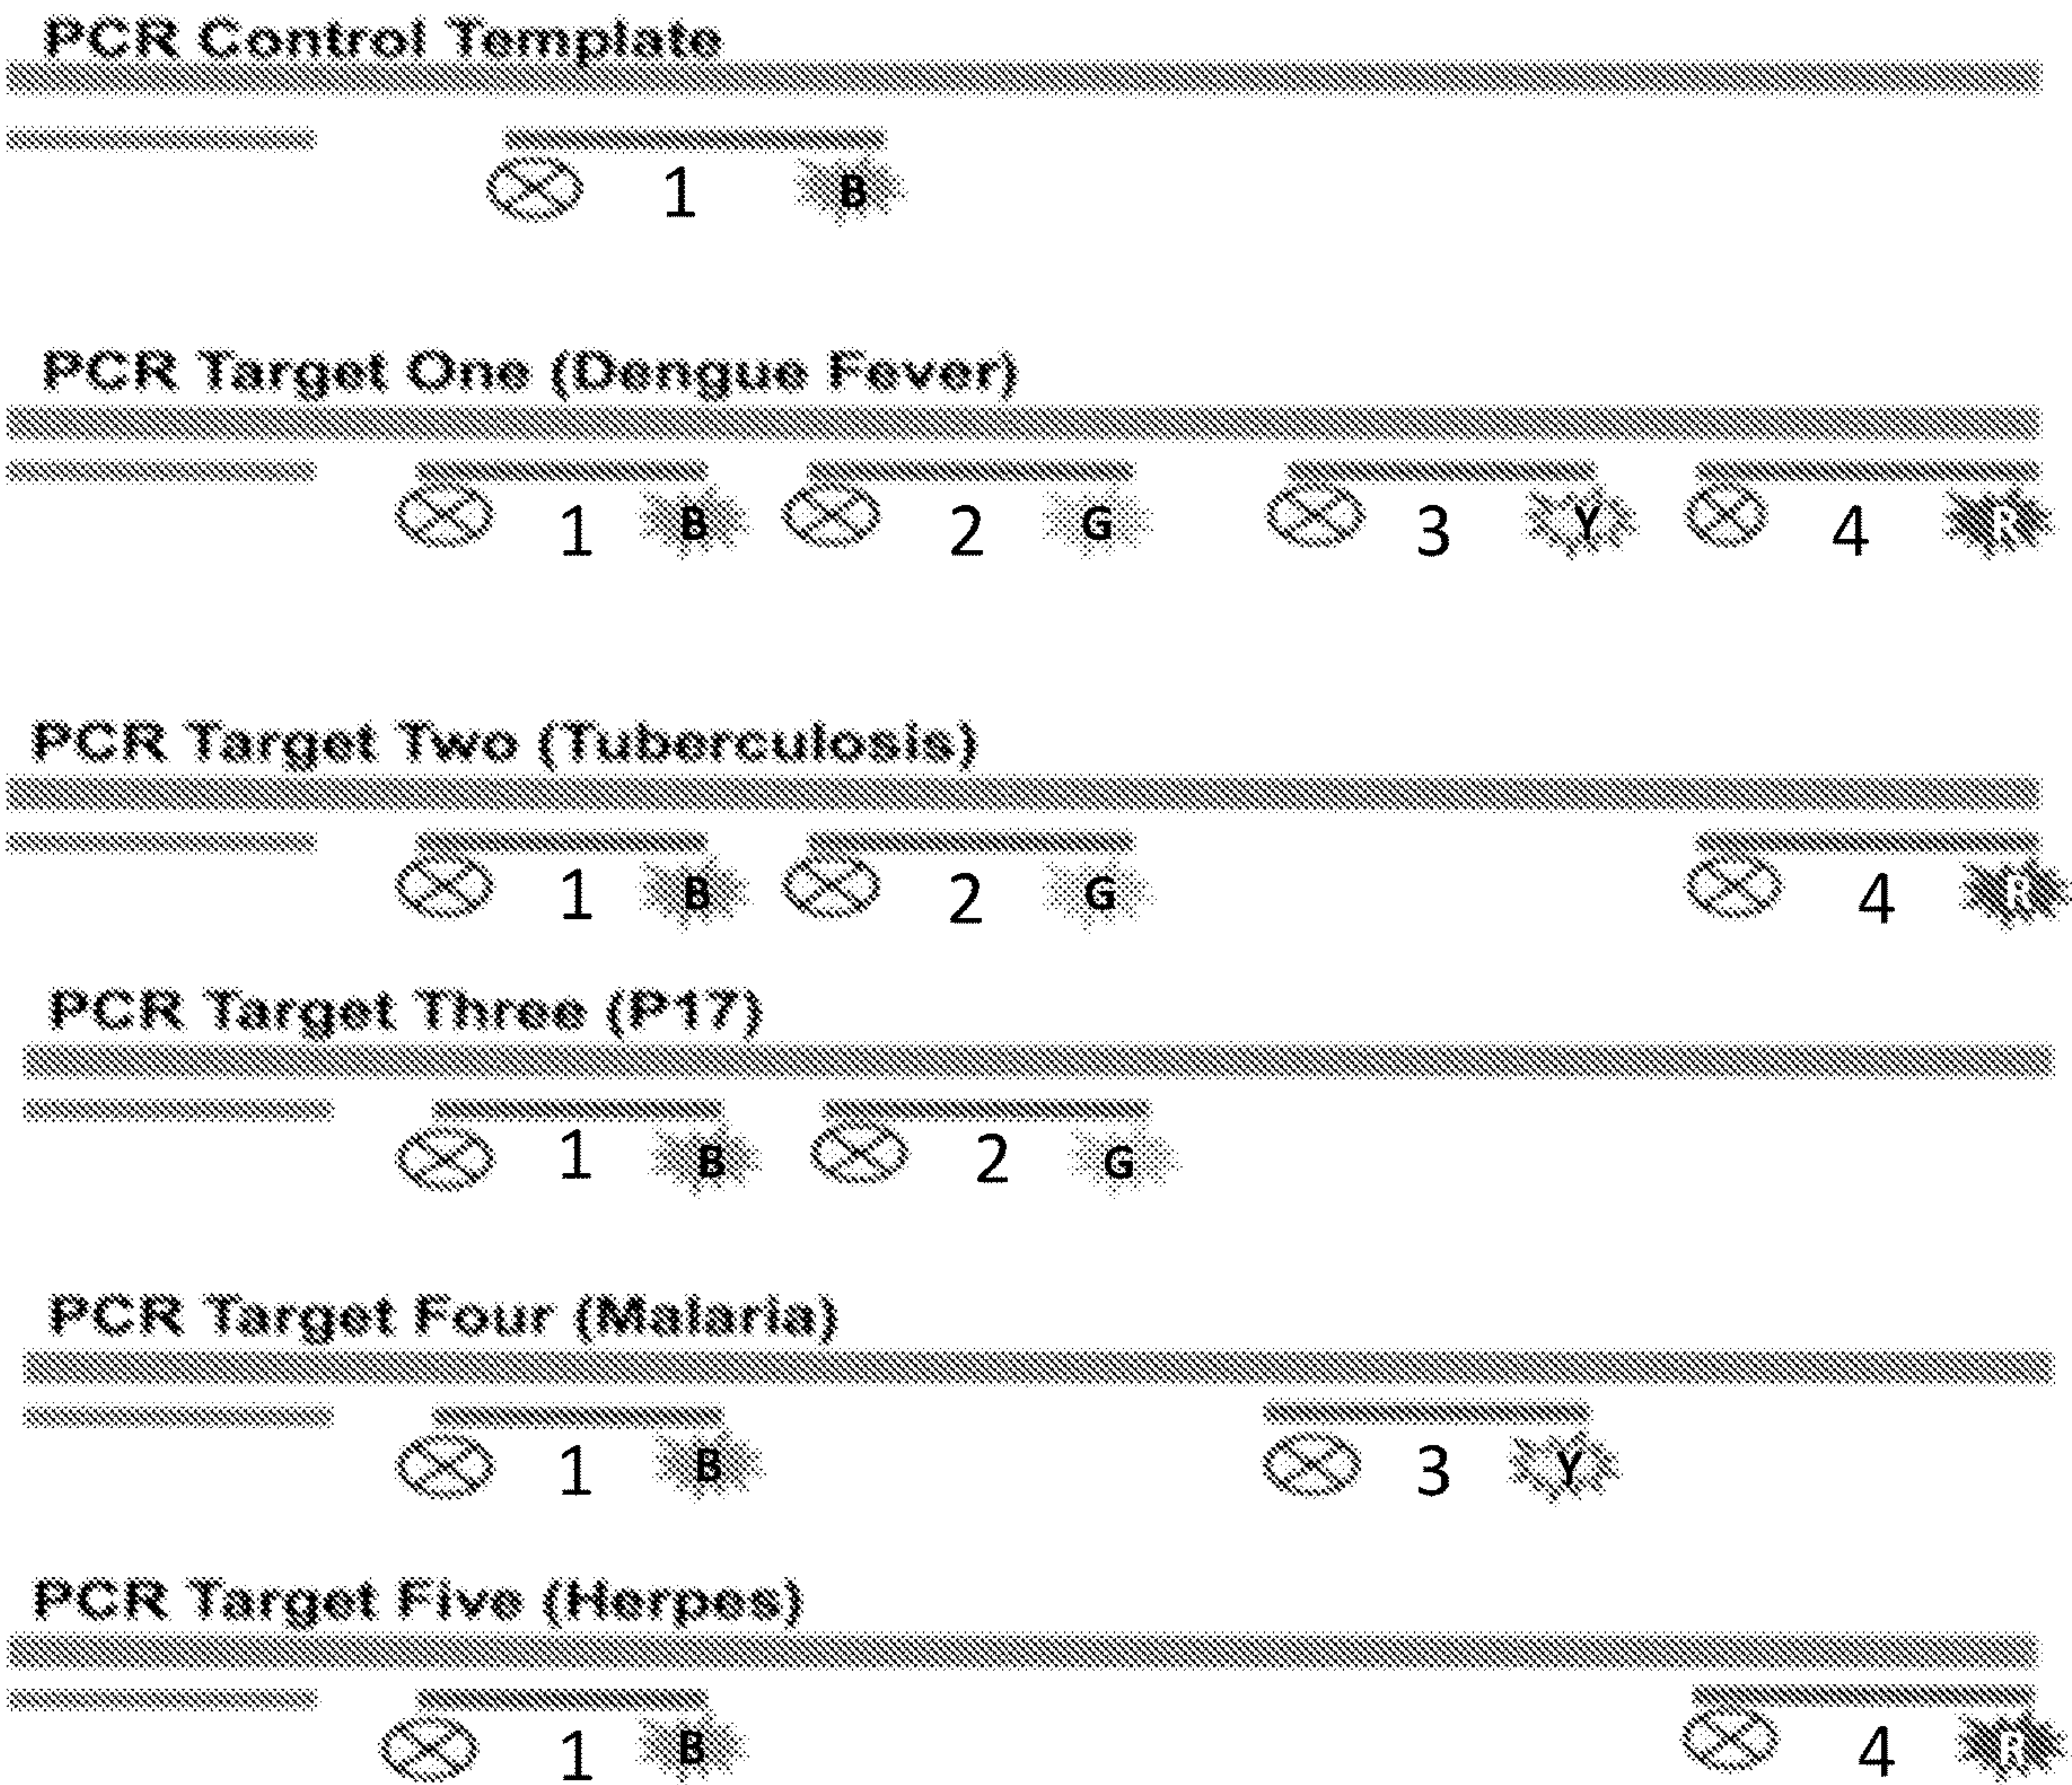 PCR Control Template
1 B
PCR Target One (Dengue Fever)
1 B 2 G 3 Y 4 R
PCR Target Two (Tuberculosis)
1 B 2 G 4 R
PCR Target Three (P17)
1 B 2 G
PCR Target Four (Malaria)
1 B 3 Y
PCR Target Five (Herpes)
1 B 4 R